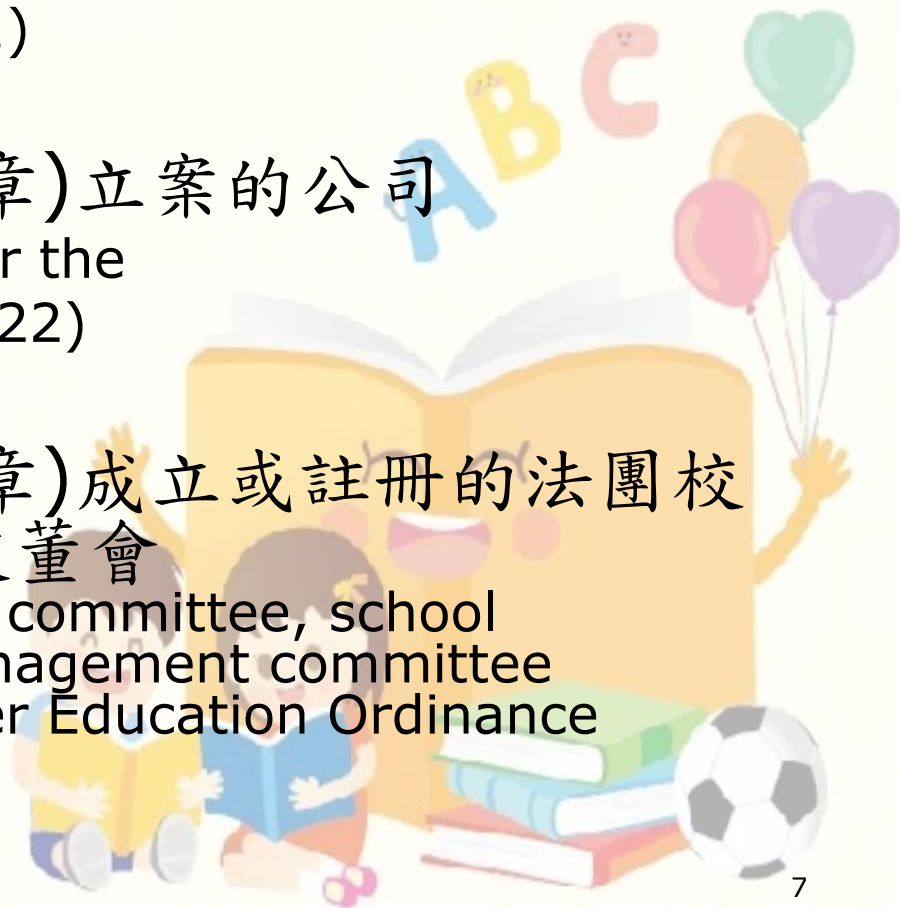 )
ABC
章)立案的公司
r the
22)
章)成立或註冊的法團校
董會
committee, school
nagement committee
er Education Ordinance
7